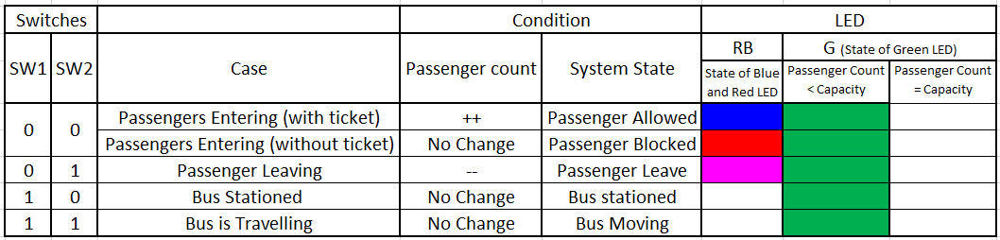 Switches Condition LED
SW1 SW2 Case Passenger count System State RB G (State of Green LED)
State of Blue and Red LED Passenger Count < Capacity Passenger Count = Capacity
0 0 Passengers Entering (with ticket) ++ Passenger Allowed
Passengers Entering (without ticket) No Change Passenger Blocked
0 1 Passenger Leaving -- Passenger Leave
1 0 Bus Stationed No Change Bus stationed
1 1 Bus is Travelling No Change Bus Moving